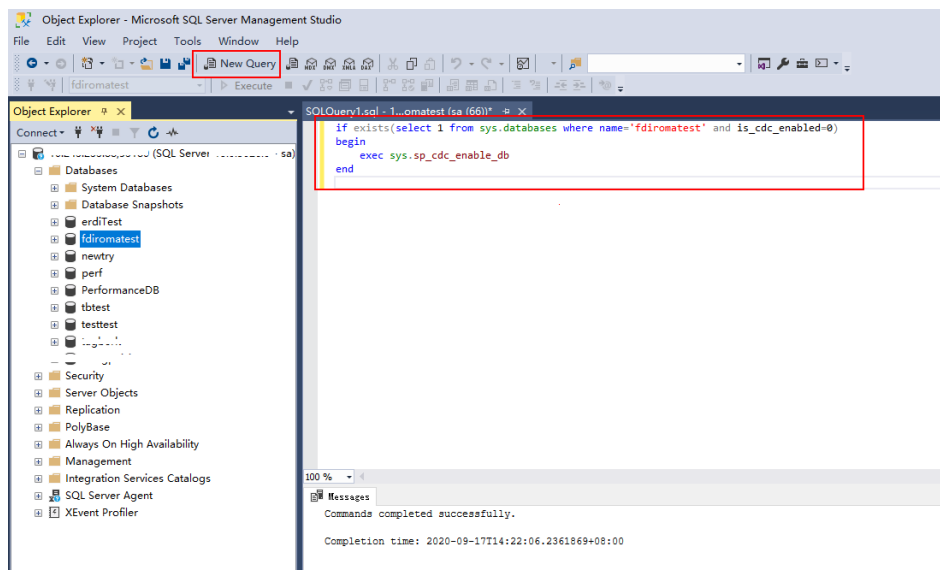 Object Explorer - Microsoft SQL Server Management Studio
File Edit View Project Tools Window Help
New Query
MDX DMX XMLA DAX
fdiromatest Execute
Object Explorer
SQLQuery1.sql - 1...omatest (sa (66))*
Connect
(SQL Server - sa)
Databases
System Databases
Database Snapshots
erdiTest
fdiromatest
newtry
perf
PerformanceDB
tbtest
testtest
Security
Server Objects
Replication
PolyBase
Always On High Availability
Management
Integration Services Catalogs
SQL Server Agent
XEvent Profiler
if exists(select 1 from sys.databases where name='fdiromatest' and is_cdc_enabled=0)
begin
exec sys.sp_cdc_enable_db
end
100 %
Messages
Commands completed successfully.
Completion time: 2020-09-17T14:22:06.2361869+08:00